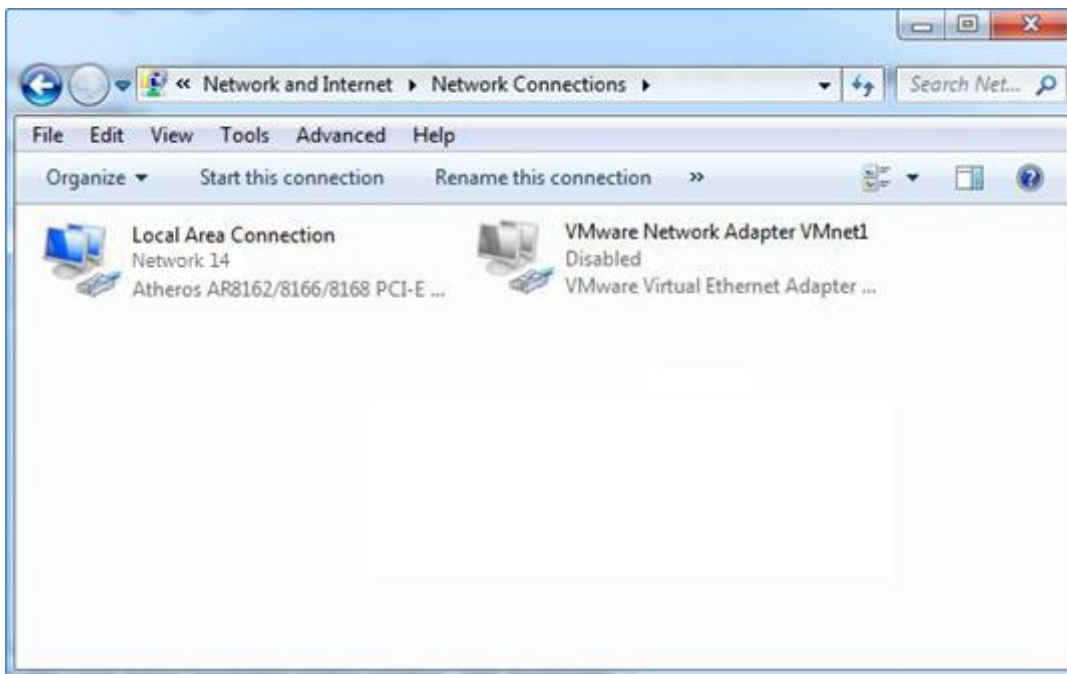 « Network and Internet ▸ Network Connections ▸
Search Net...
File Edit View Tools Advanced Help
Organize Start this connection Rename this connection »
Local Area Connection
Network 14
Atheros AR8162/8166/8168 PCI-E ...
VMware Network Adapter VMnet1
Disabled
VMware Virtual Ethernet Adapter ...